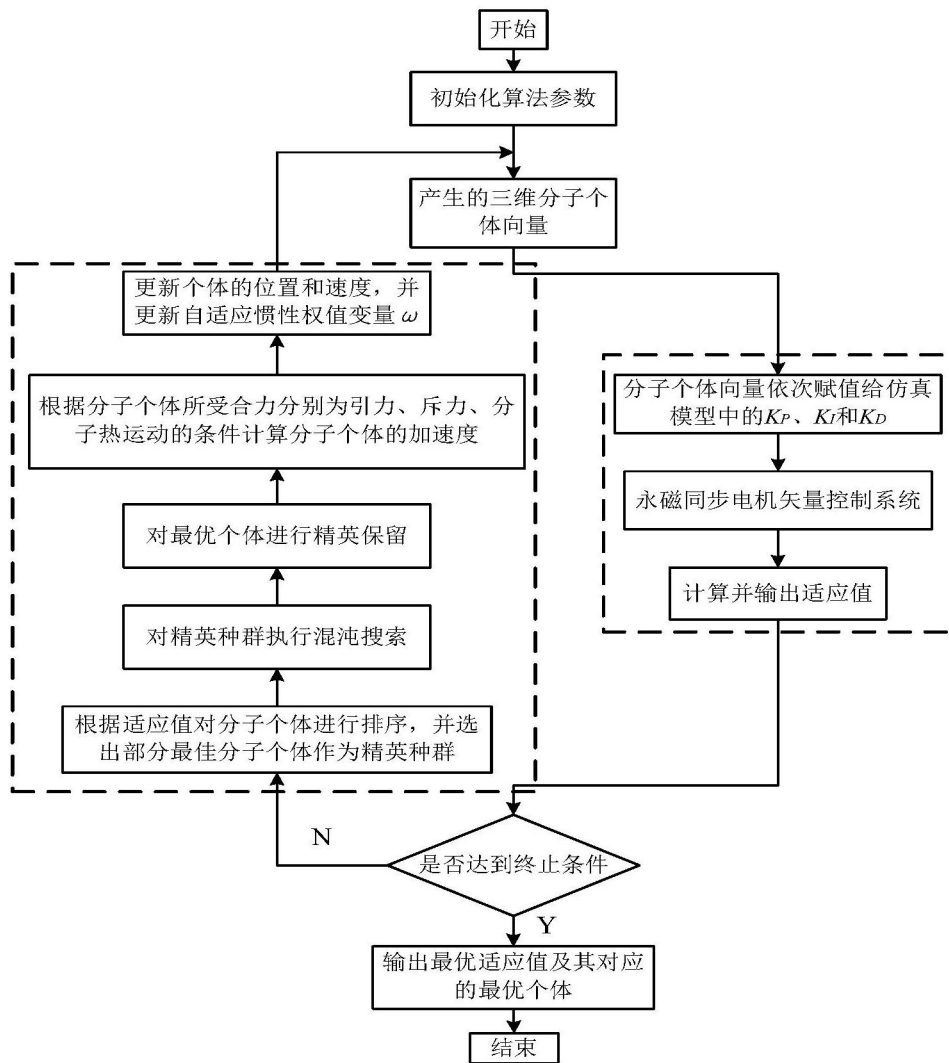 开始
初始化算法参数
产生的三维分子个
体向量
更新个体的位置和速度，并
更新自适应惯性权值变量ω
分子个体向量依次赋值给仿真
模型中的KP、KI和KD
根据分子个体所受合力分别为引力、斥力、分
子热运动的条件计算分子个体的加速度
永磁同步电机矢量控制系统
对最优个体进行精英保留
计算并输出适应值
对精英种群执行混沌搜索
根据适应值对分子个体进行排序，并选
出部分最佳分子个体作为精英种群
N
是否达到终止条件
Y
输出最优适应值及其对应
的最优个体
结束